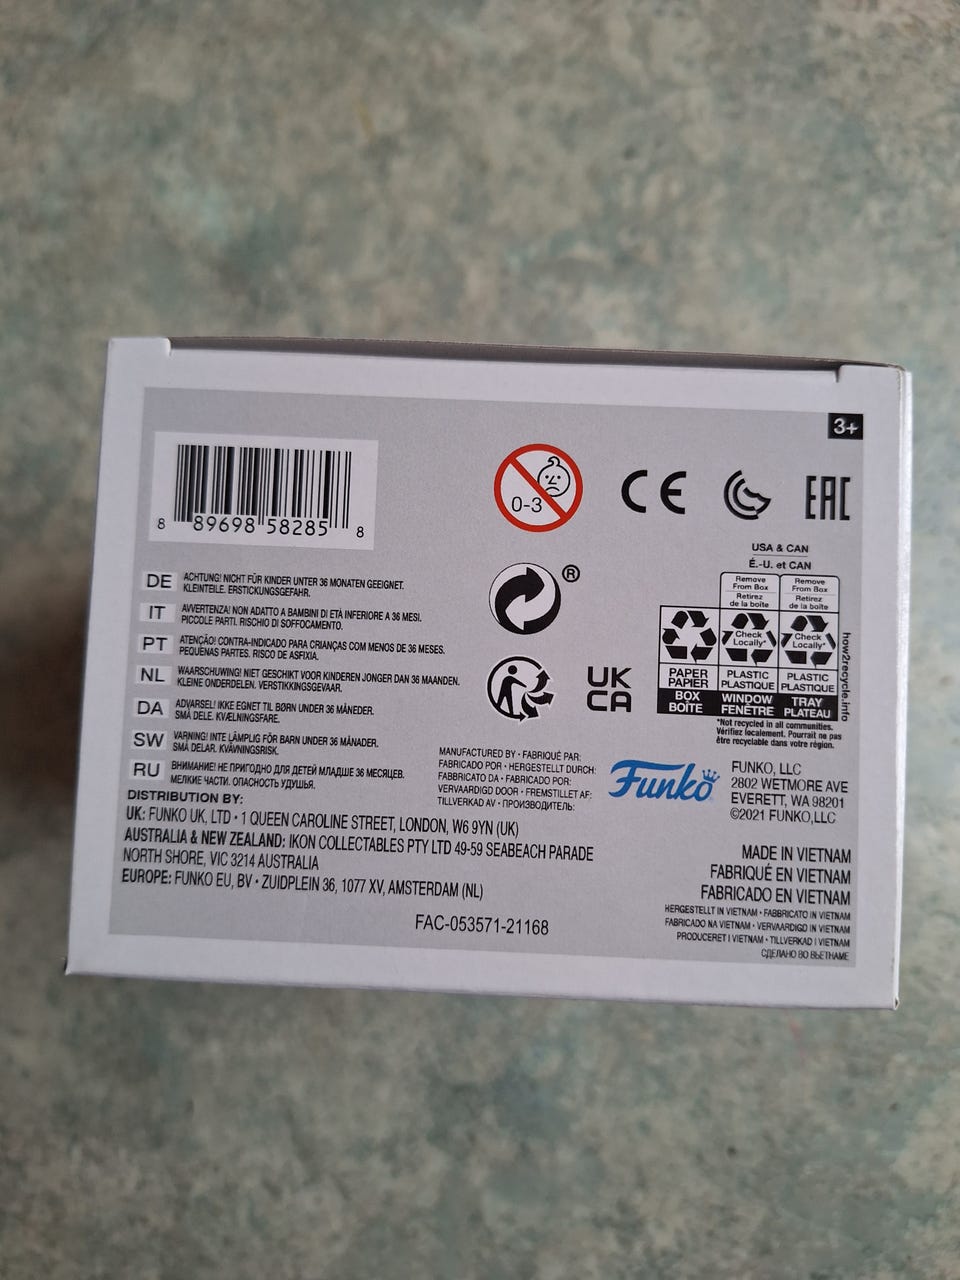 3+
8 89698 58285 8
0-3
CE
EAC
DE ACHTUNG! NICHT FÜR KINDER UNTER 36 MONATEN GEEIGNET.
KLEINTEILE. ERSTICKUNGSGEFAHR.
IT AVVERTENZA! NON ADATTO A BAMBINI DI ETÀ INFERIORE A 36 MESI.
PICCOLE PARTI. RISCHIO DI SOFFOCAMENTO.
PT ATENÇÃO! CONTRA-INDICADO PARA CRIANÇAS COM MENOS DE 36 MESES.
PEQUENAS PARTES. RISCO DE ASFIXIA.
NL WAARSCHUWING! NIET GESCHIKT VOOR KINDEREN JONGER DAN 36 MAANDEN.
KLEINE ONDERDELEN. VERSTIKKINGSGEVAAR.
DA ADVARSEL! IKKE EGNET TIL BØRN UNDER 36 MÅNEDER.
SMÅ DELE. KVÆLNINGSFARE.
SW VARNING! INTE LÄMPLIG FÖR BARN UNDER 36 MÅNADER.
SMÅ DELAR. KVÄVNINGSRISK.
RU ВНИМАНИЕ! НЕ ПРИГОДНО ДЛЯ ДЕТЕЙ МЛАДШЕ 36 МЕСЯЦЕВ.
МЕЛКИЕ ЧАСТИ. ОПАСНОСТЬ УДУШЬЯ.
®
UK
CA
USA & CAN
É.-U. et CAN
Remove From Box
Retirez de la boîte
Remove From Box
Retirez de la boîte
Check Locally*
Check Locally*
PAPER
PAPIER
BOX
BOÎTE
PLASTIC
PLASTIQUE
WINDOW
FENÊTRE
PLASTIC
PLASTIQUE
TRAY
PLATEAU
how2recycle.info
*Not recycled in all communities.
Vérifiez localement. Pourrait ne pas
être recyclable dans votre région.
MANUFACTURED BY • FABRIQUÉ PAR:
FABRICADO POR • HERGESTELLT DURCH:
FABBRICATO DA • FABRICADO POR:
VERVAARDIGD DOOR • FREMSTILLET AF:
TILLVERKAD AV • ПРОИЗВОДИТЕЛЬ:
Funko
FUNKO, LLC
2802 WETMORE AVE
EVERETT, WA 98201
©2021 FUNKO,LLC
DISTRIBUTION BY:
UK: FUNKO UK, LTD • 1 QUEEN CAROLINE STREET, LONDON, W6 9YN (UK)
AUSTRALIA & NEW ZEALAND: IKON COLLECTABLES PTY LTD 49-59 SEABEACH PARADE
NORTH SHORE, VIC 3214 AUSTRALIA
EUROPE: FUNKO EU, BV • ZUIDPLEIN 36, 1077 XV, AMSTERDAM (NL)
FAC-053571-21168
MADE IN VIETNAM
FABRIQUÉ EN VIETNAM
FABRICADO EN VIETNAM
HERGESTELLT IN VIETNAM • FABBRICATO IN VIETNAM
FABRICADO NA VIETNAM • VERVAARDIGD IN VIETNAM
PRODUCERET I VIETNAM • TILLVERKAD I VIETNAM
СДЕЛАНО ВО ВЬЕТНАМЕ